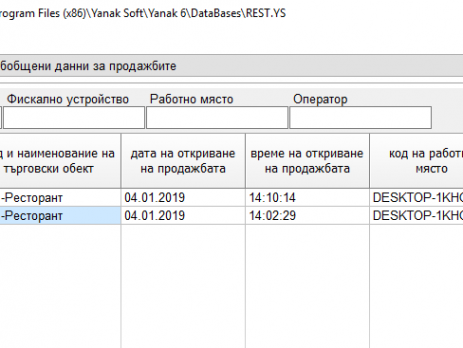 rogram Files (x86)\Yanak Soft\Yanak 6\DataBases\REST.YS
бобщени данни за продажбите
Фискално устройство Работно място Оператор
д и наименование на търговски обект
дата на откриване на продажбата
време на откриване на продажбата
код на работн място
-Ресторант 04.01.2019 14:10:14 DESKTOP-1KHO
-Ресторант 04.01.2019 14:02:29 DESKTOP-1KHO